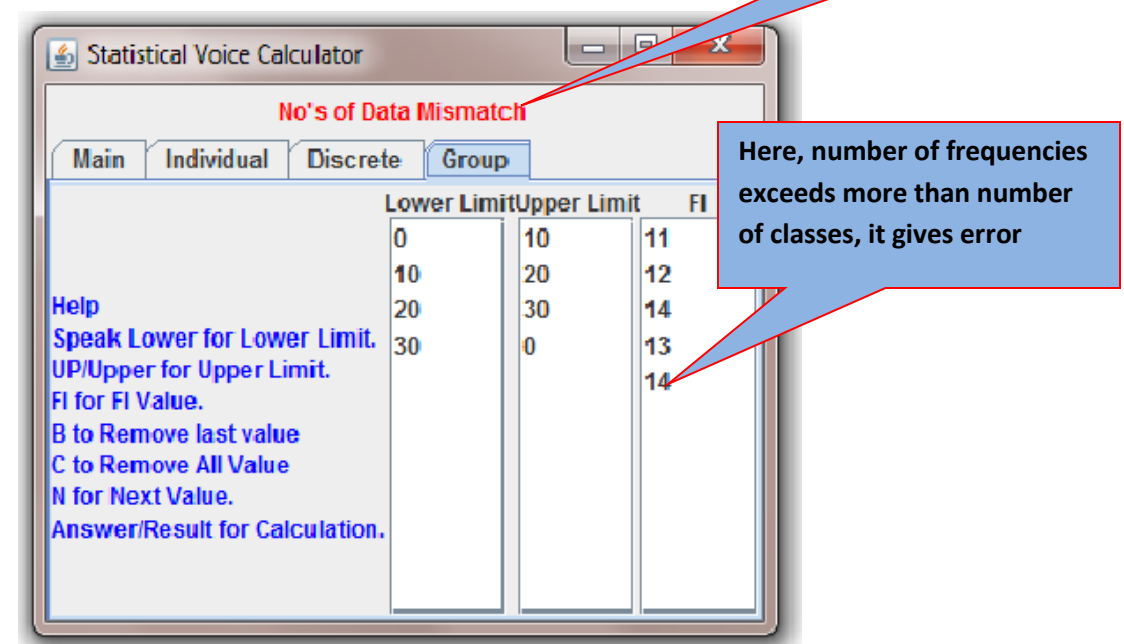 Statistical Voice Calculator
No's of Data Mismatch
Main Individual Discrete Group
Lower Limit Upper Limit FI
0 10 11
10 20 12
20 30 14
30 0 13
14
Help
Speak Lower for Lower Limit.
UP/Upper for Upper Limit.
FI for FI Value.
B to Remove last value
C to Remove All Value
N for Next Value.
Answer/Result for Calculation.
Here, number of frequencies
exceeds more than number
of classes, it gives error